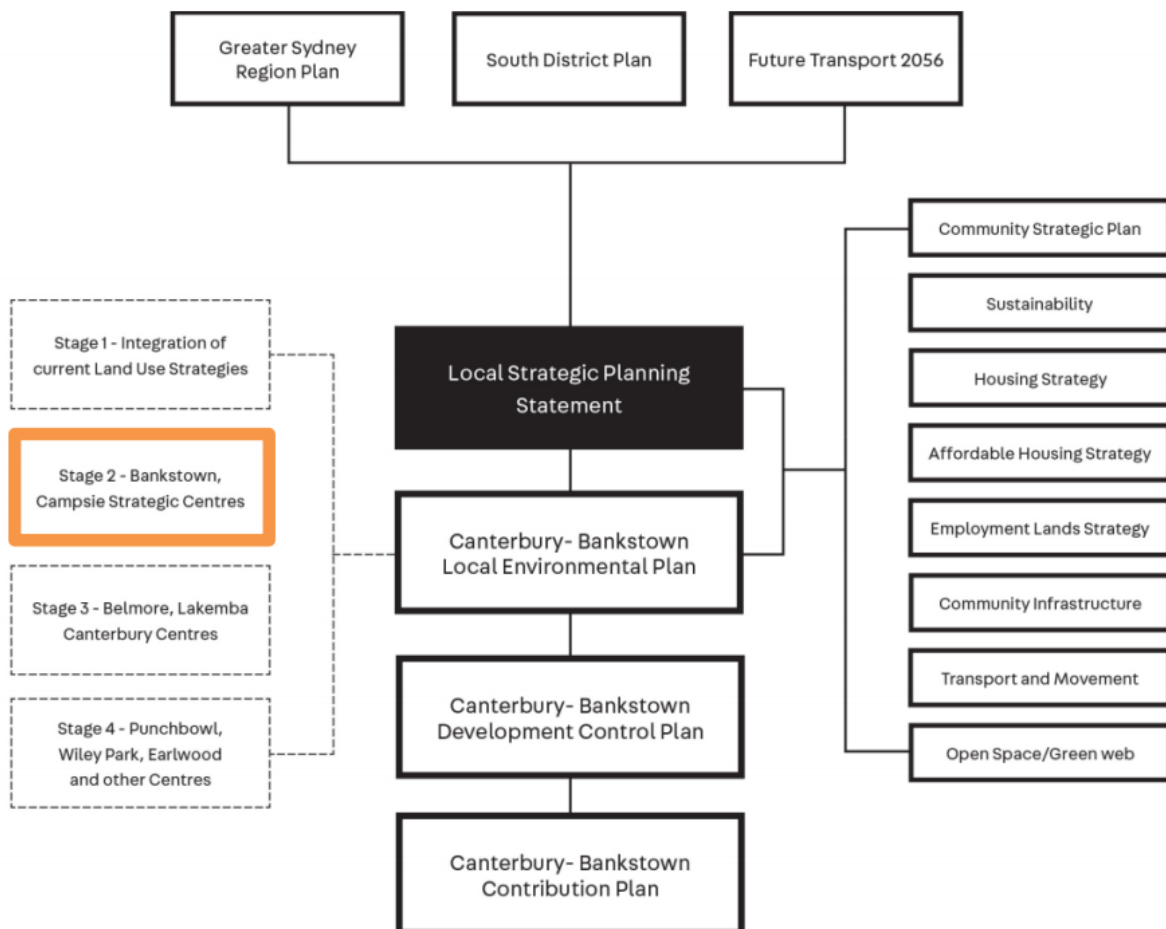 Greater Sydney
Region Plan
South District Plan
Future Transport 2056
Community Strategic Plan
Sustainability
Housing Strategy
Affordable Housing Strategy
Employment Lands Strategy
Community Infrastructure
Transport and Movement
Open Space/Green web
Stage 1 - Integration of
current Land Use Strategies
Stage 2 - Bankstown,
Campsie Strategic Centres
Stage 3 - Belmore, Lakemba
Canterbury Centres
Stage 4 - Punchbowl,
Wiley Park, Earlwood
and other Centres
Local Strategic Planning
Statement
Canterbury- Bankstown
Local Environmental Plan
Canterbury- Bankstown
Development Control Plan
Canterbury- Bankstown
Contribution Plan